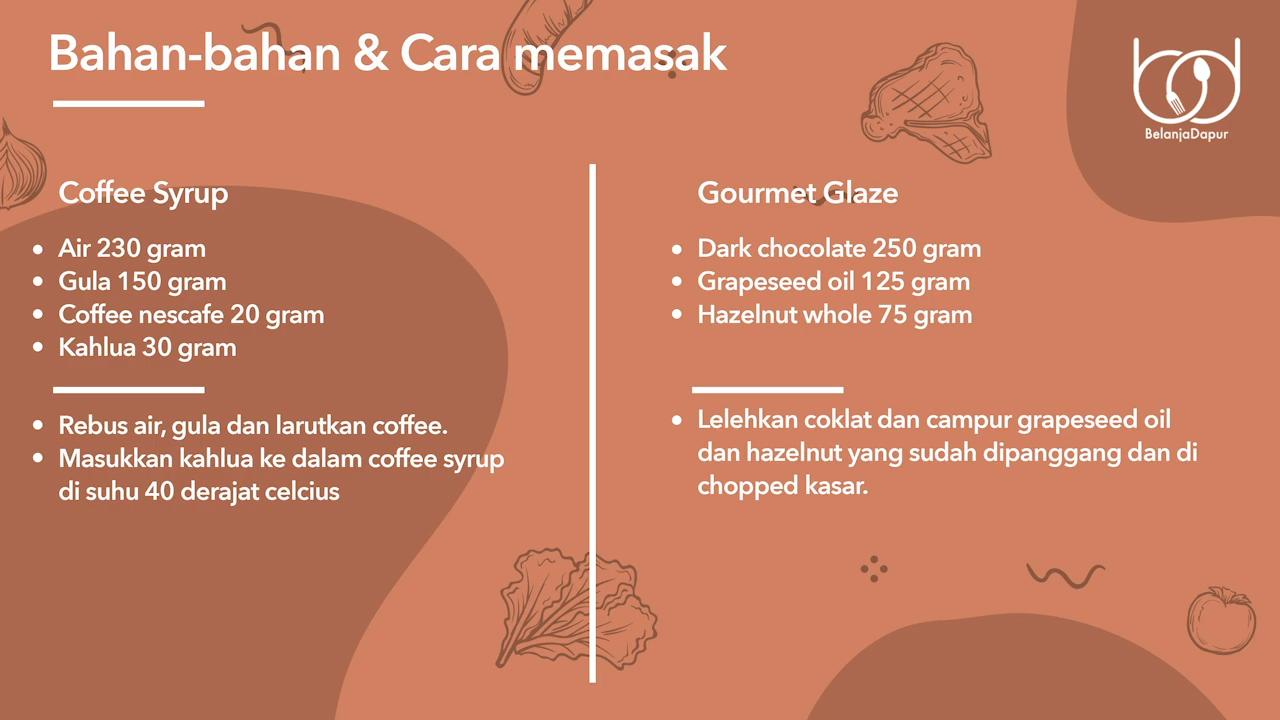 Bahan-bahan & Cara memasak
BelanjaDapur
Coffee Syrup
• Air 230 gram
• Gula 150 gram
• Coffee nescafe 20 gram
• Kahlua 30 gram
• Rebus air, gula dan larutkan coffee.
• Masukkan kahlua ke dalam coffee syrup
di suhu 40 derajat celcius
Gourmet Glaze
• Dark chocolate 250 gram
• Grapeseed oil 125 gram
• Hazelnut whole 75 gram
• Lelehkan coklat dan campur grapeseed oil
dan hazelnut yang sudah dipanggang dan di
chopped kasar.